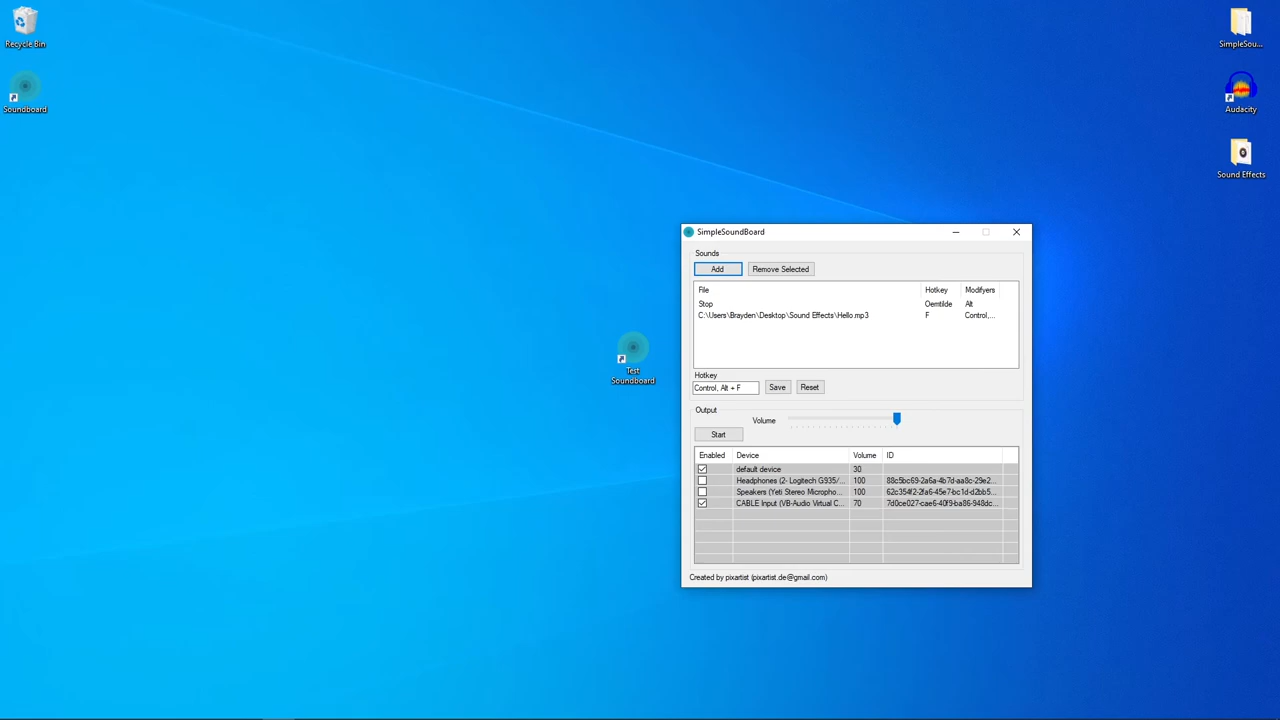 Recycle Bin
Soundboard
SimpleSou...
Audacity
Sound Effects
Test
Soundboard
SimpleSoundBoard
Sounds
Add Remove Selected
File Hotkey Modifyers
Stop Oemtilde Alt
C:\Users\Brayden\Desktop\Sound Effects\Hello.mp3 F Control,...
Hotkey
Control, Alt + F Save Reset
Output
Volume
Start
Enabled Device Volume ID
default device 30
Headphones (2- Logitech G935/... 100 88c5bc69-2a6a-4b7d-aa8c-29e2...
Speakers (Yeti Stereo Micropho... 100 62c354f2-2fa6-45e7-bc1d-d2bb5...
CABLE Input (VB-Audio Virtual C... 70 7d0ce027-cae6-40f9-ba86-948dc...
Created by pixartist (pixartist.de@gmail.com)